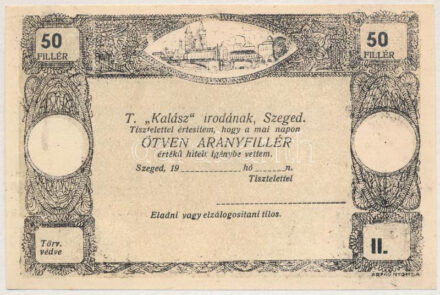 50
FILLÉR
50
FILLÉR
T. „Kalász" irodának, Szeged.
Tisztelettel értesítem, hogy a mai napon
ÖTVEN ARANYFILLÉR
értékű hitelt igénybe vettem.
Szeged, 19 hó n.
Tisztelettel
Eladni vagy elzálogosítani tilos.
Törv.
védve
II.